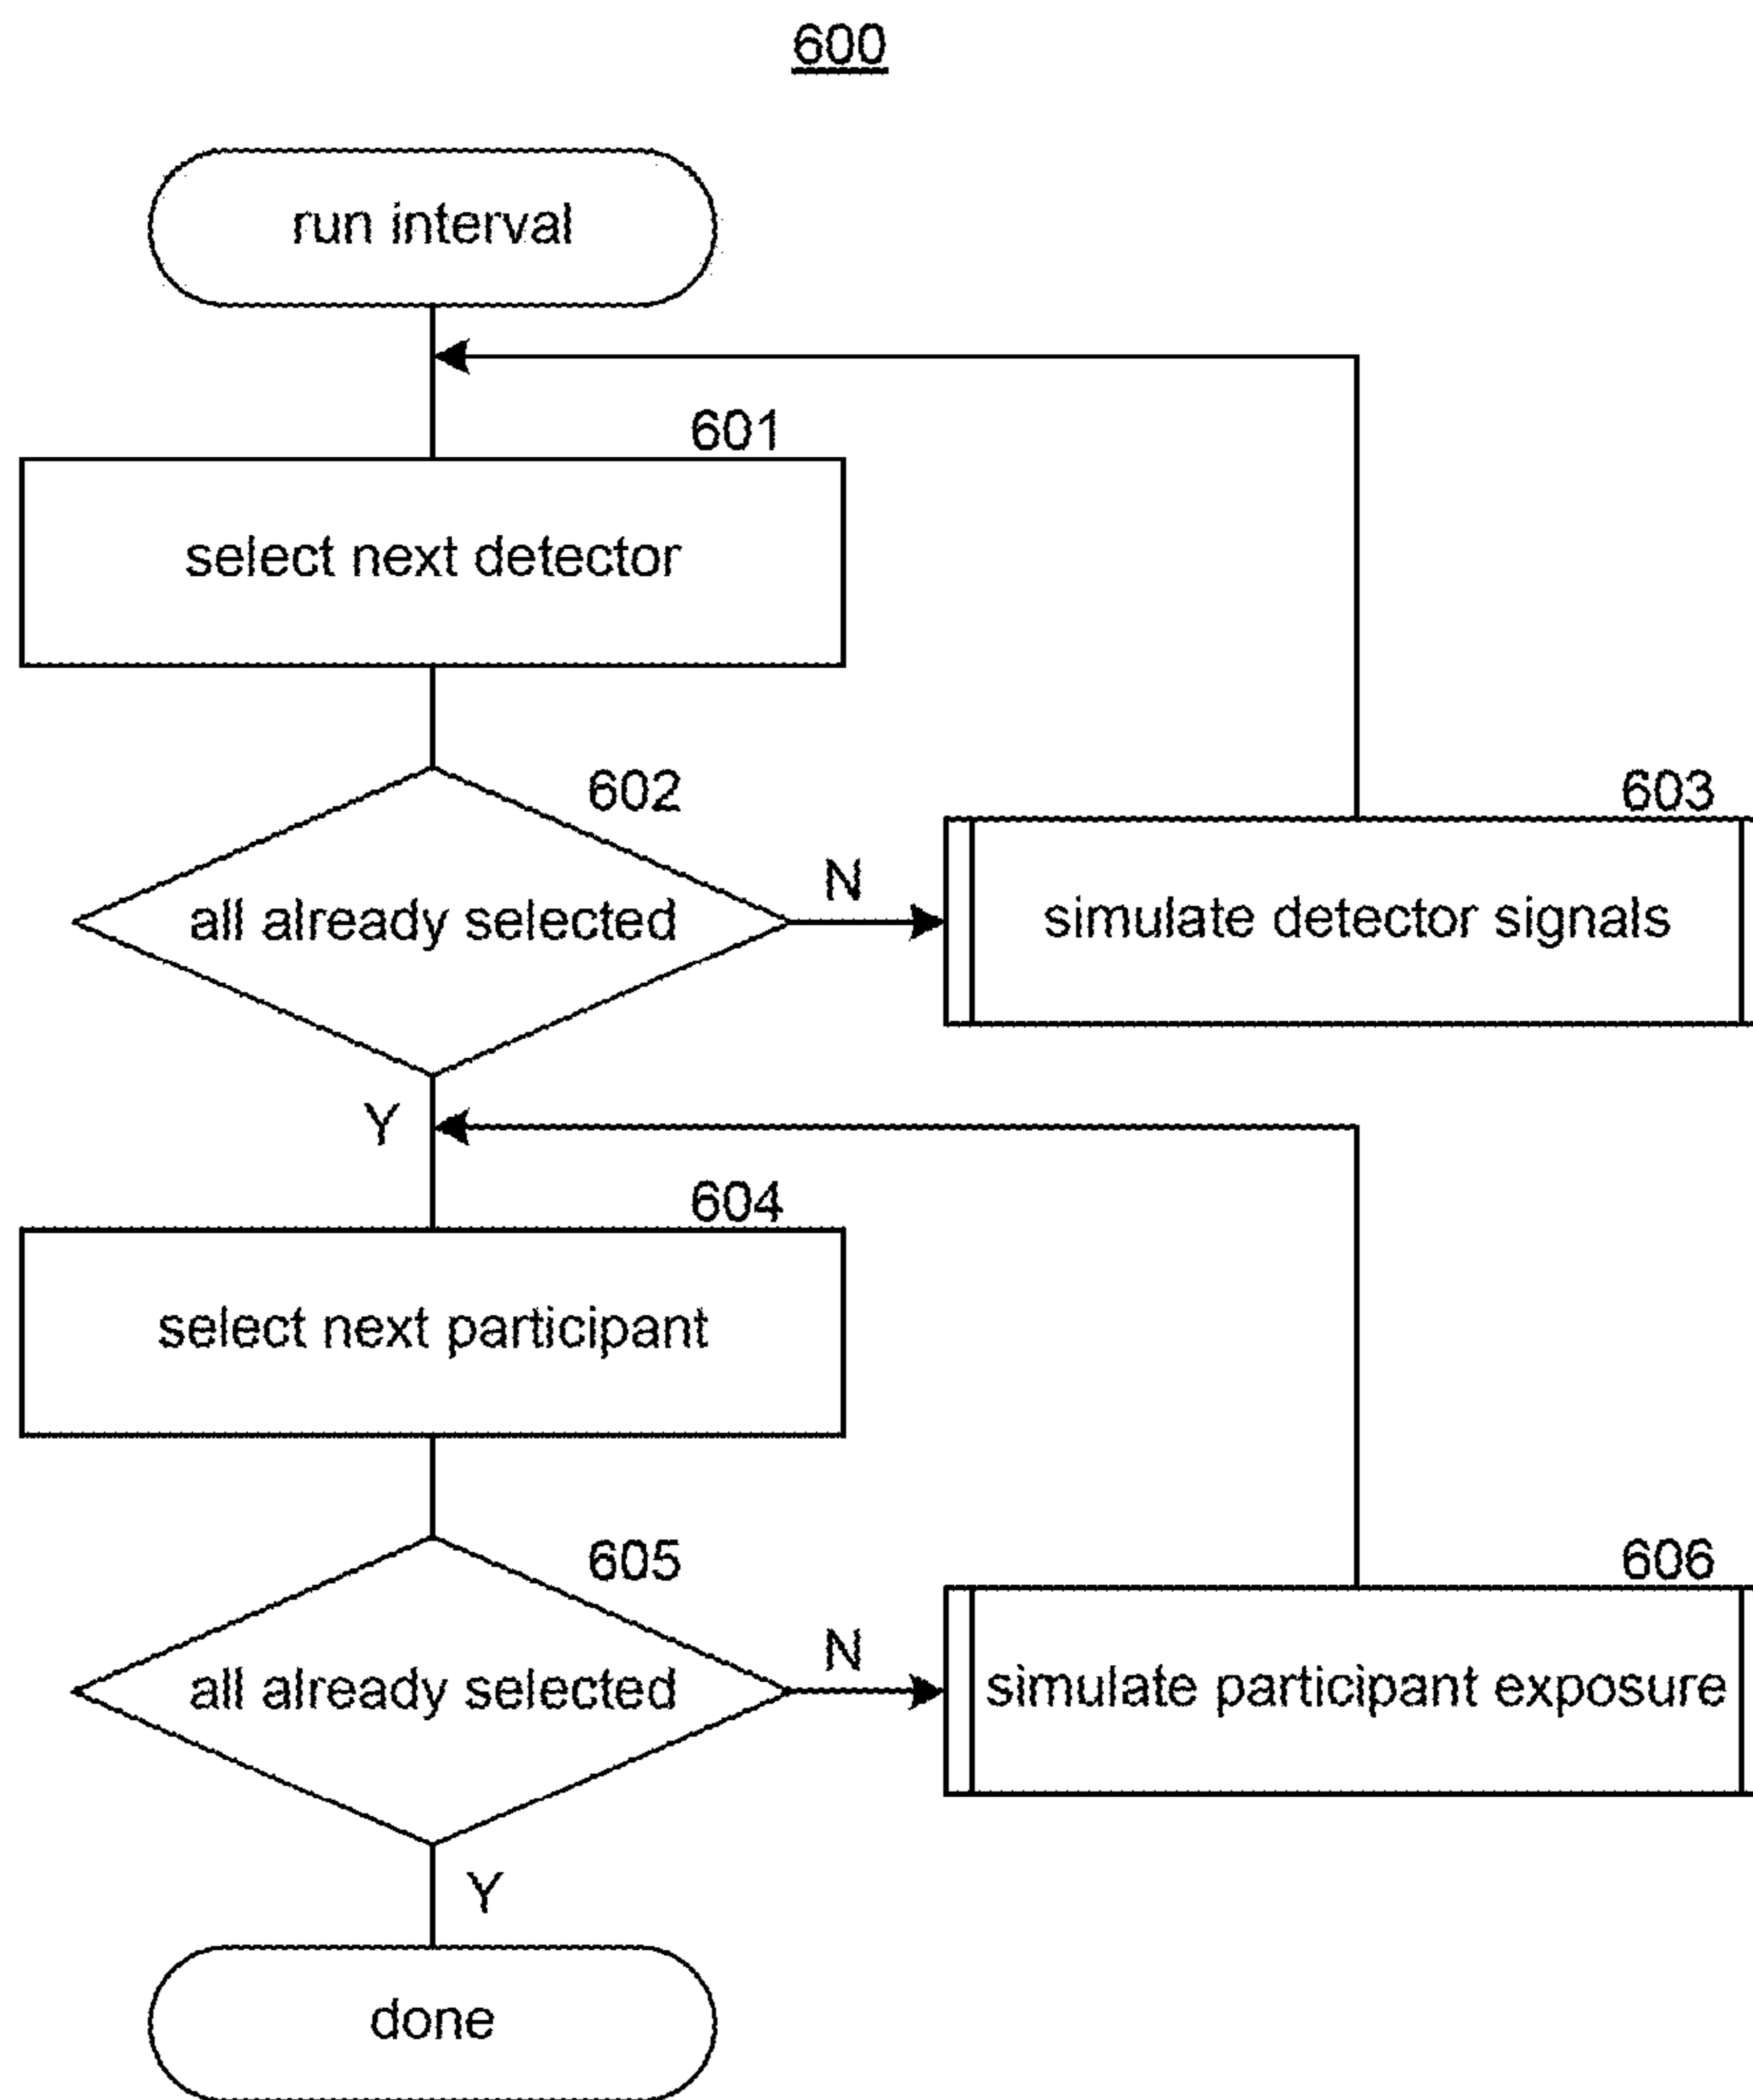 600
run interval
601
select next detector
602
all already selected
N
603
simulate detector signals
Y
604
select next participant
605
all already selected
N
606
simulate participant exposure
Y
done